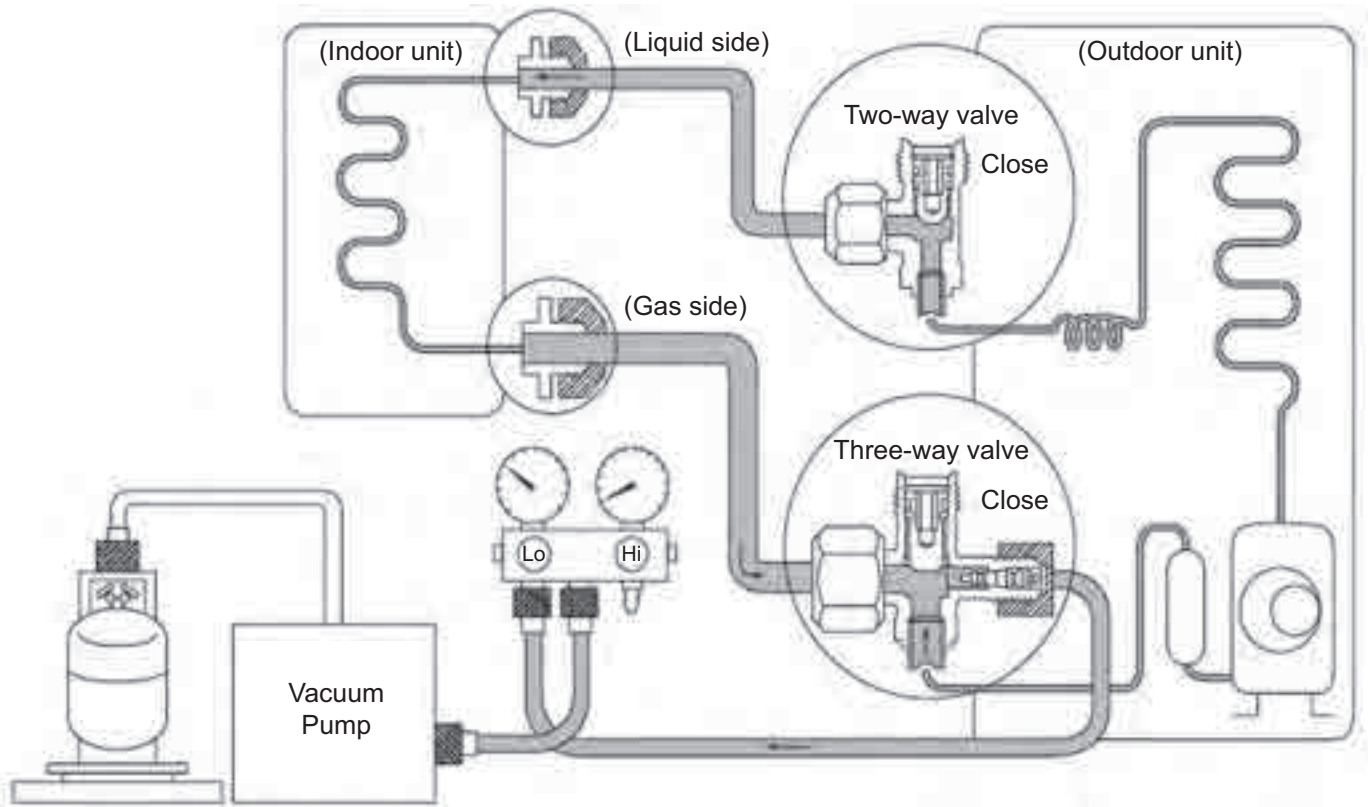 (Indoor unit)
(Liquid side)
(Outdoor unit)
Two-way valve
Close
(Gas side)
Three-way valve
Close
Lo
Hi
Vacuum
Pump